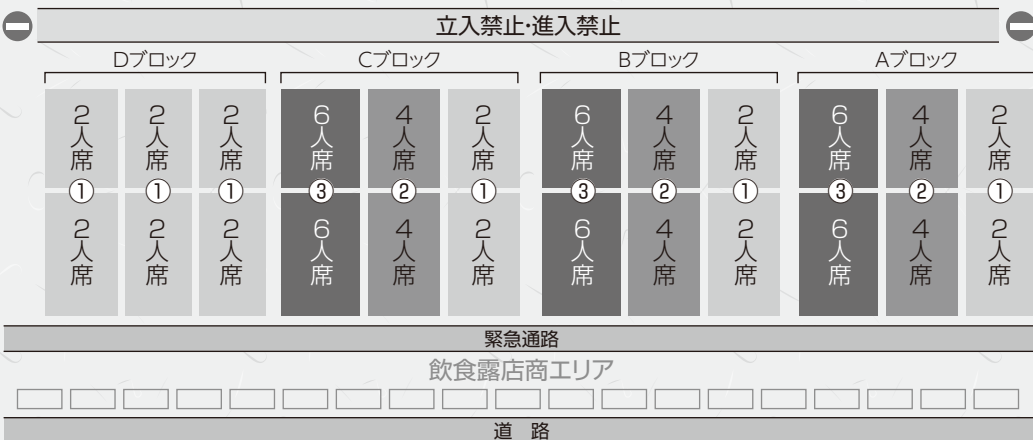 立入禁止・進入禁止
Dブロック
Cブロック
Bブロック
Aブロック
2人席
2人席
2人席
6人席
4人席
2人席
6人席
4人席
2人席
6人席
4人席
2人席
①
①
①
③
②
①
③
②
①
③
②
①
2人席
2人席
2人席
6人席
4人席
2人席
6人席
4人席
2人席
6人席
4人席
2人席
緊急通路
飲食露店商エリア
道 路